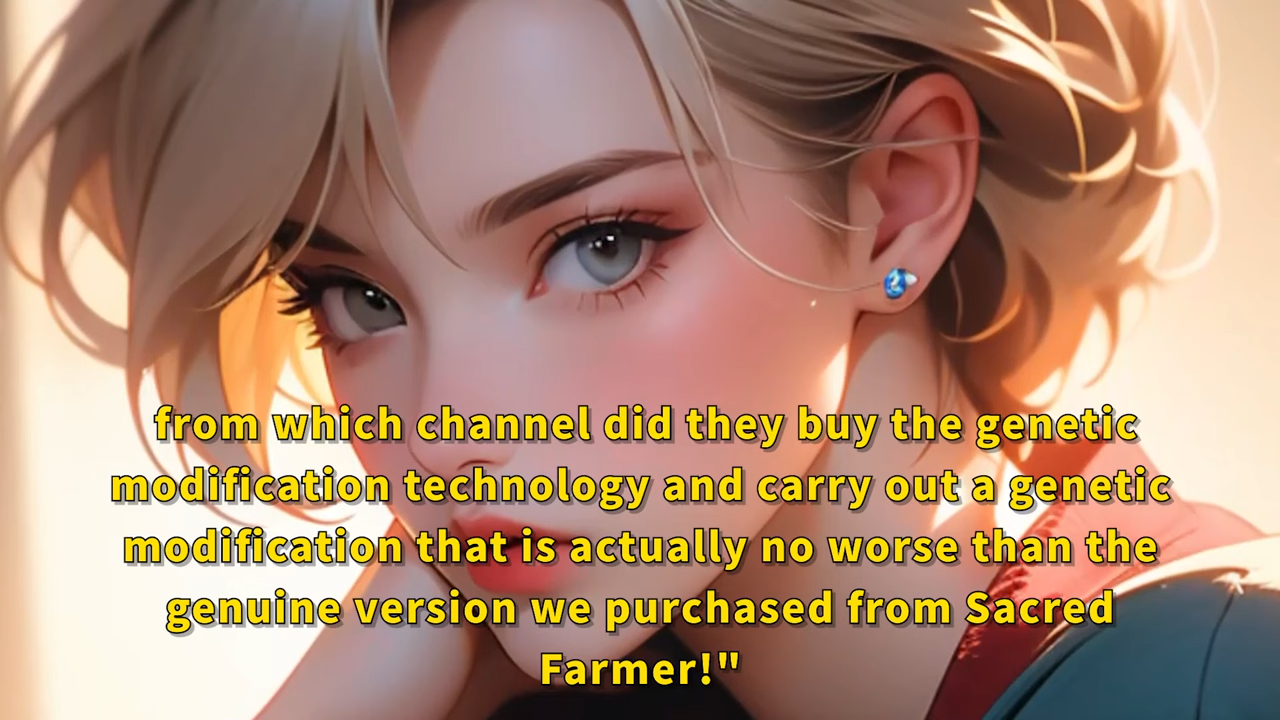 from which channel did they buy the genetic
modification technology and carry out a genetic
modification that is actually no worse than the
genuine version we purchased from Sacred
Farmer!"